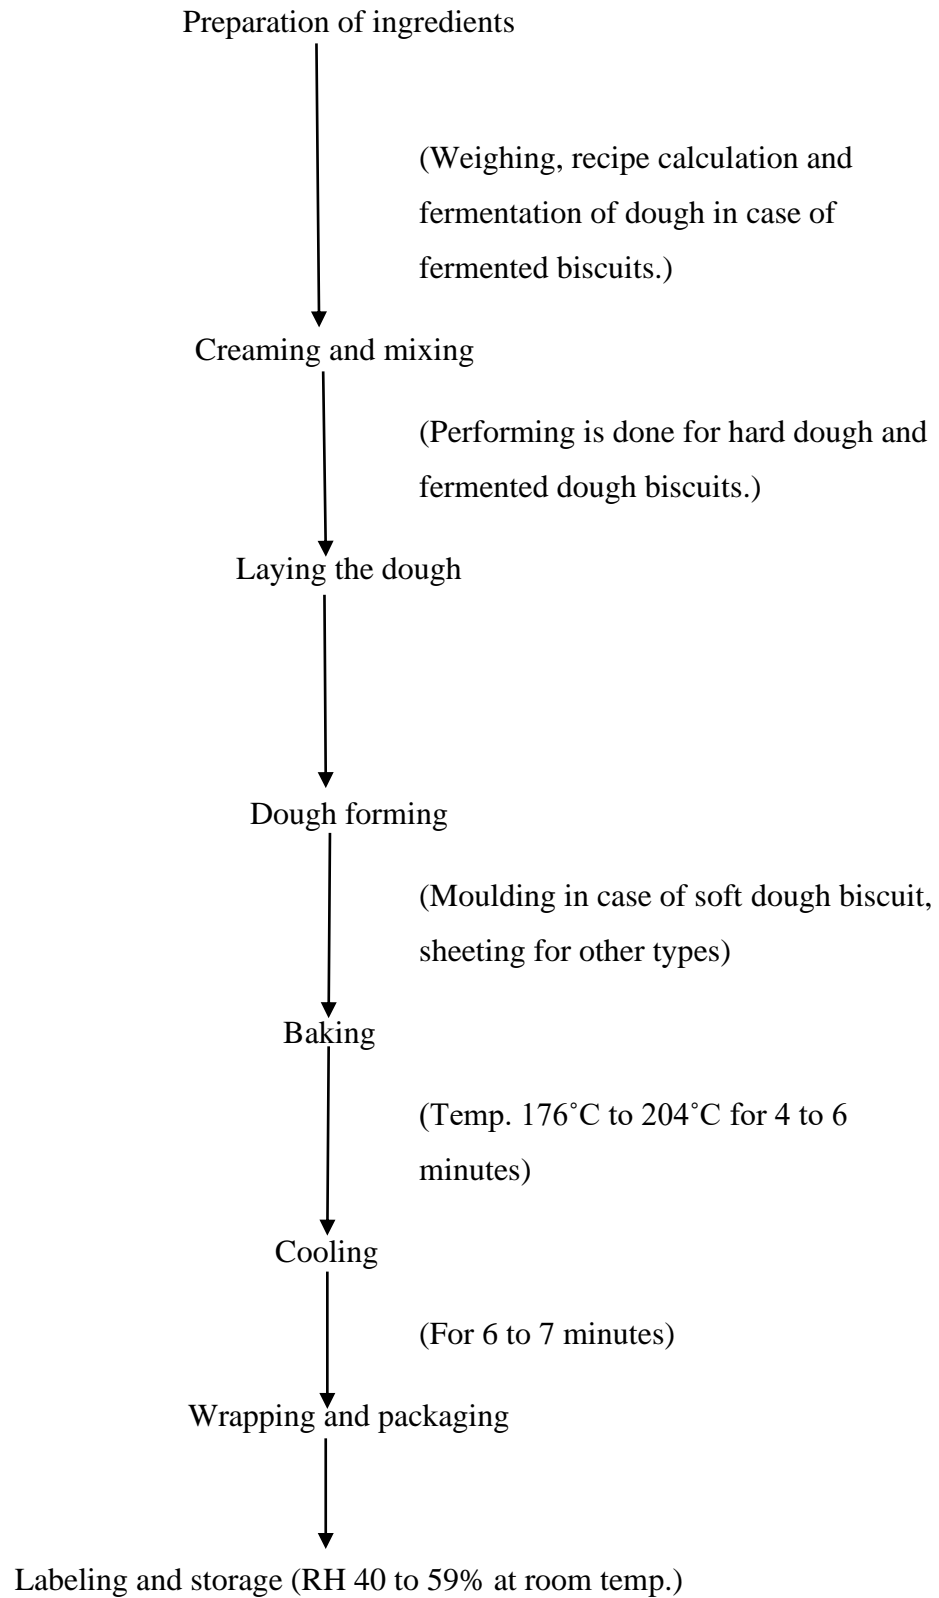 Preparation of ingredients
(Weighing, recipe calculation and
fermentation of dough in case of
fermented biscuits.)
Creaming and mixing
(Performing is done for hard dough and
fermented dough biscuits.)
Laying the dough
Dough forming
(Moulding in case of soft dough biscuit,
sheeting for other types)
Baking
(Temp. 176˚C to 204˚C for 4 to 6
minutes)
Cooling
(For 6 to 7 minutes)
Wrapping and packaging
Labeling and storage (RH 40 to 59% at room temp.)